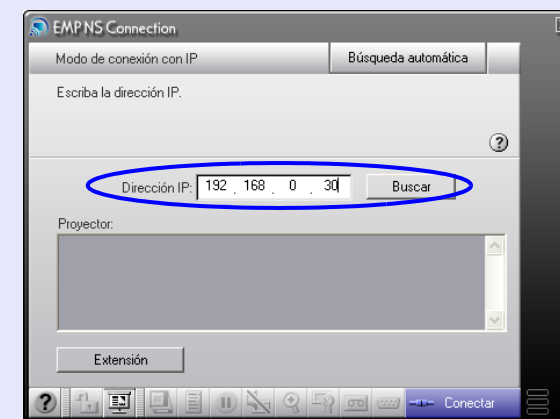 EMP NS Connection
Modo de conexión con IP
Búsqueda automática
Escriba la dirección IP.
?
Dirección IP: 192 . 168 . 0 . 30
Buscar
Proyector:
Extensión
? Conectar